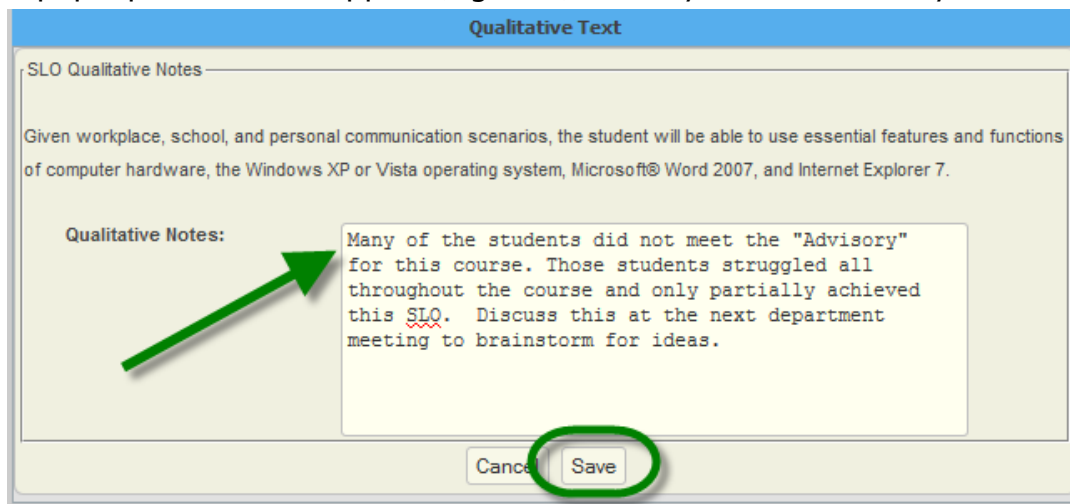 Qualitative Text
SLO Qualitative Notes
Given workplace, school, and personal communication scenarios, the student will be able to use essential features and functions
of computer hardware, the Windows XP or Vista operating system, Microsoft® Word 2007, and Internet Explorer 7.
Qualitative Notes:
Many of the students did not meet the "Advisory"
for this course. Those students struggled all
throughout the course and only partially achieved
this SLO.  Discuss this at the next department
meeting to brainstorm for ideas.
Cancel Save